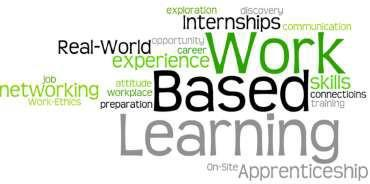 exploration discovery
Internships communication
Real-World opportunity career Work
experience
job attitude skills
networking workplace Based connections
Work-Ethics preparation training
Learning
On-Site Apprenticeship